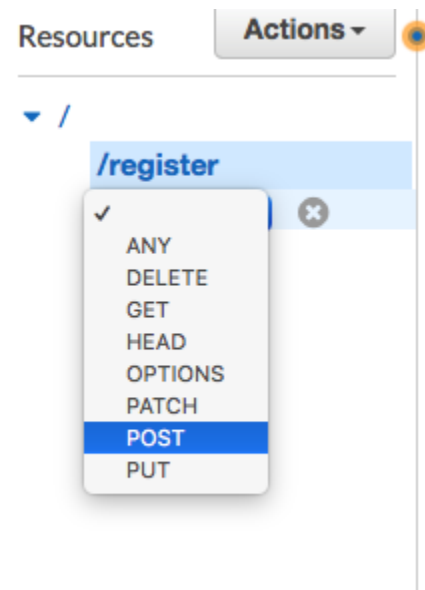 Resources
Actions
/
/register
ANY
DELETE
GET
HEAD
OPTIONS
PATCH
POST
PUT